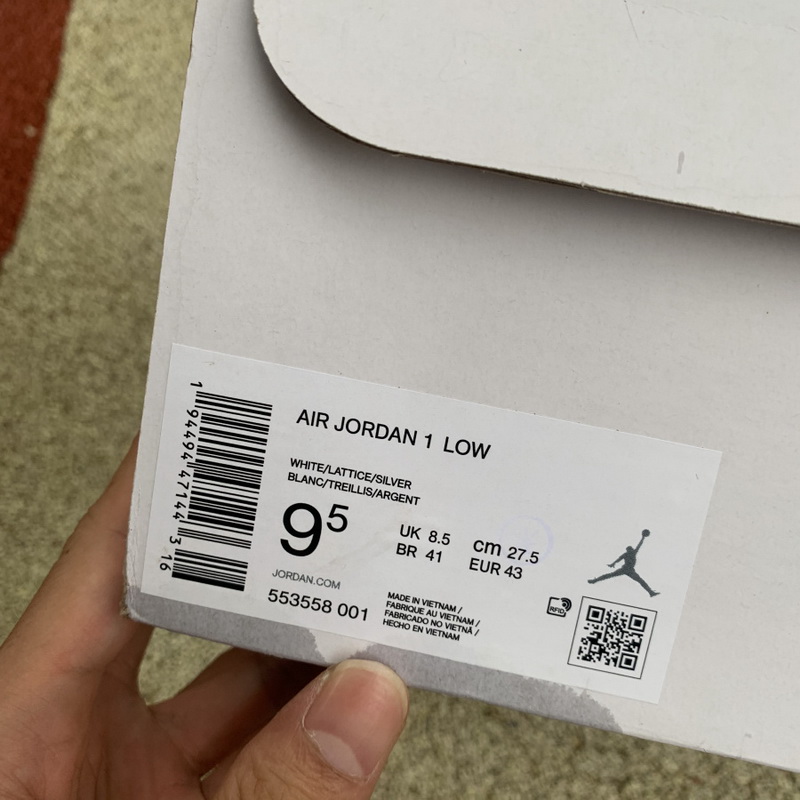 AIR JORDAN 1 LOW
WHITE/LATTICE/SILVER
BLANC/TREILLIS/ARGENT
9⁵
UK 8.5
BR 41
cm 27.5
EUR 43
JORDAN.COM
553558 001
MADE IN VIETNAM /
FABRIQUE AU VIETNAM /
FABRICADO NO VIETNÃ /
HECHO EN VIETNAM
RFID
1 94494 47144 3 16